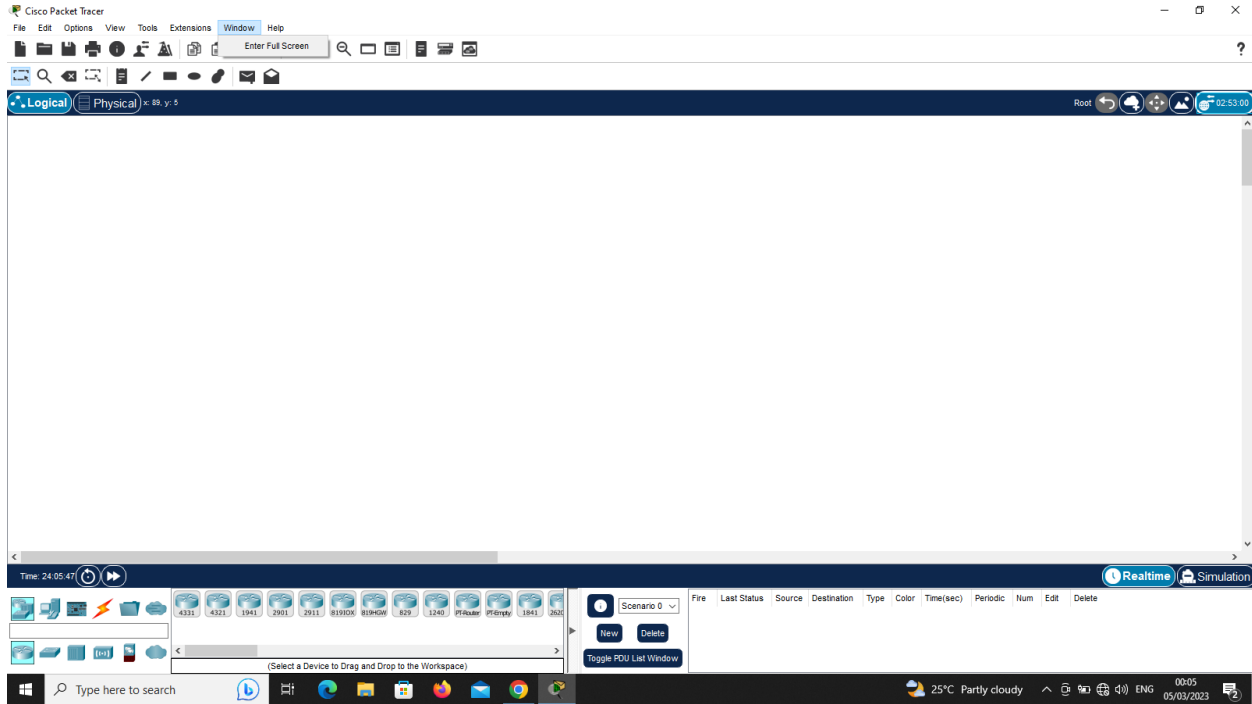 Cisco Packet Tracer
File Edit Options View Tools Extensions Window Help
Enter Full Screen
?
Logical Physical x: 89, y: 5 Root 02:53:00
Time: 24:05:47 Realtime Simulation
4331 4321 1941 2901 2911 819IOX 819HGW 829 1240 PT-Router PT-Empty 1841 262
(Select a Device to Drag and Drop to the Workspace)
Scenario 0
New Delete
Toggle PDU List Window
Fire Last Status Source Destination Type Color Time(sec) Periodic Num Edit Delete
Type here to search
25°C Partly cloudy ENG 00:05
05/03/2023
2